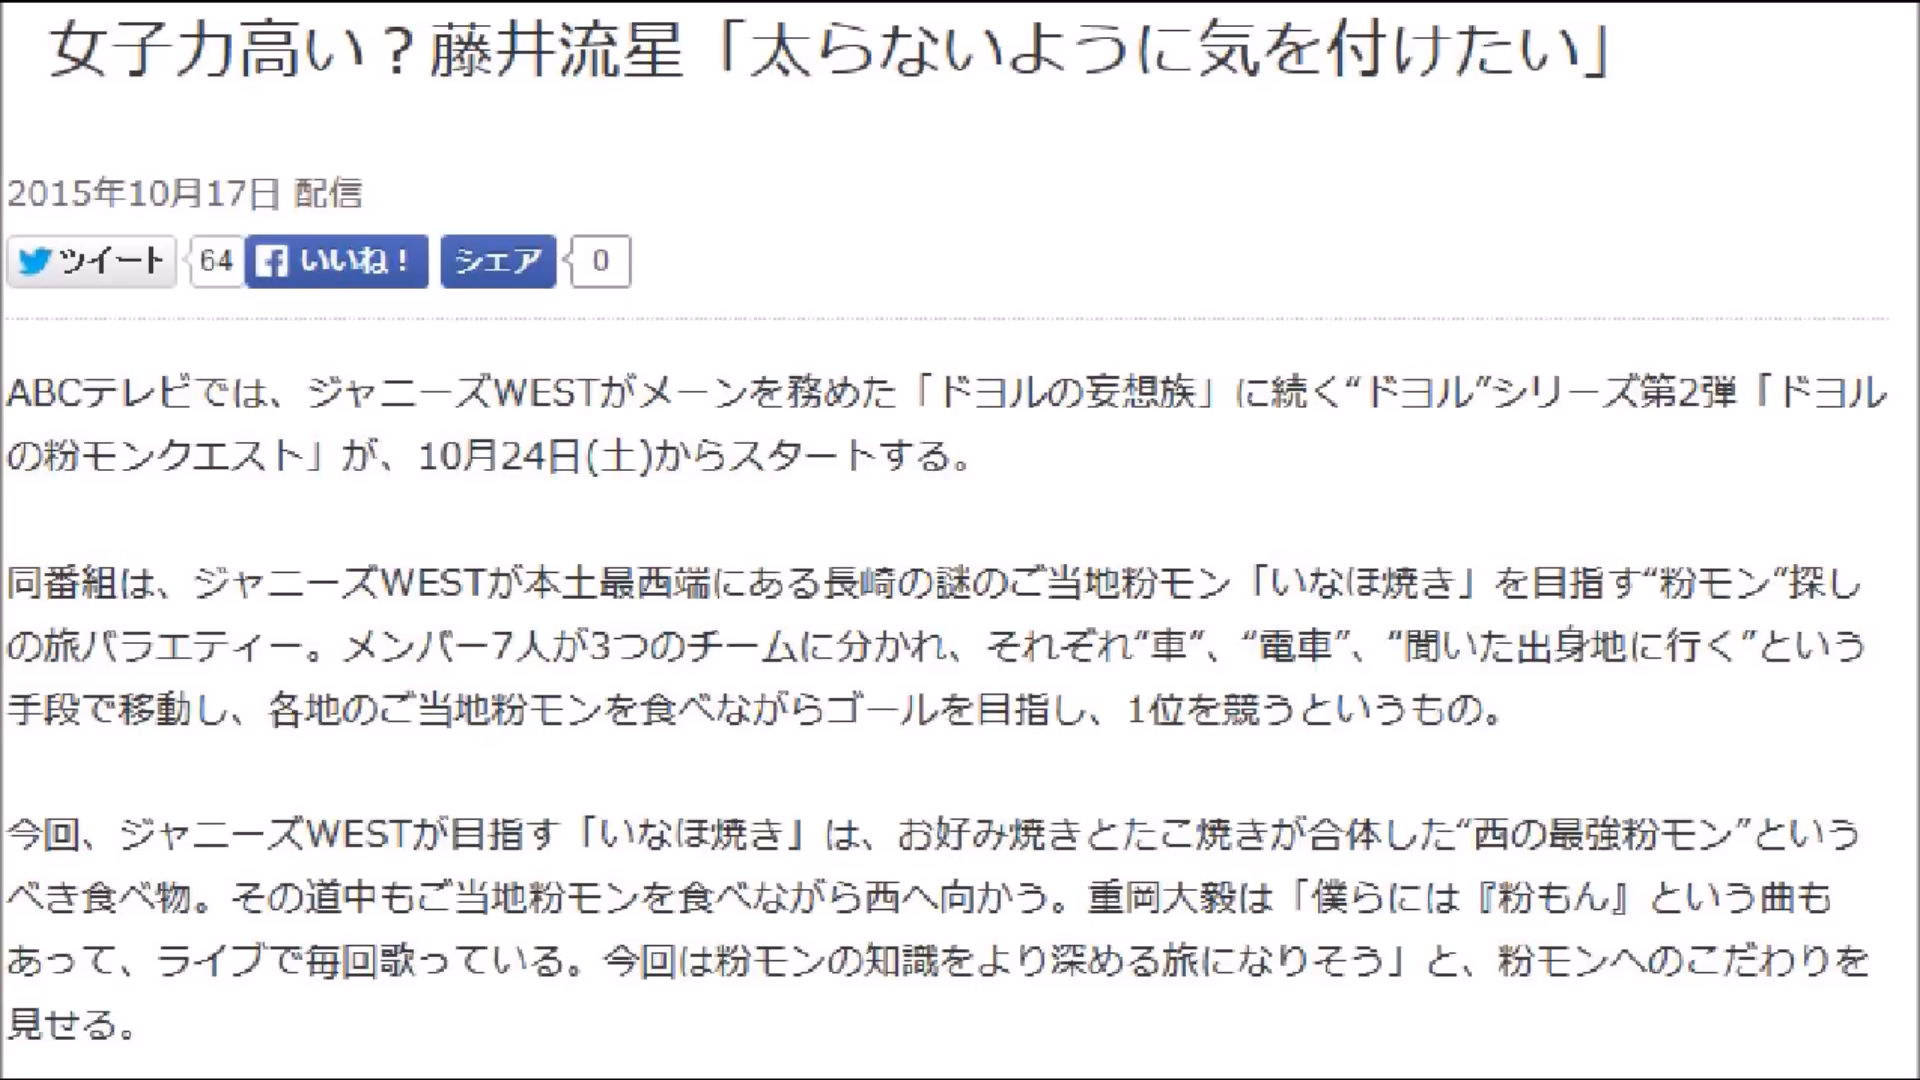 女子力高い？藤井流星「太らないように気を付けたい」
2015年10月17日 配信
ツイート 64 いいね！ シェア 0
ABCテレビでは、ジャニーズWESTがメーンを務めた「ドヨルの妄想族」に続く“ドヨル”シリーズ第2弾「ドヨル
の粉モンクエスト」が、10月24日(土)からスタートする。
同番組は、ジャニーズWESTが本土最西端にある長崎の謎のご当地粉モン「いなほ焼き」を目指す“粉モン”探し
の旅バラエティー。メンバー7人が3つのチームに分かれ、それぞれ“車”、“電車”、“聞いた出身地に行く”という
手段で移動し、各地のご当地粉モンを食べながらゴールを目指し、1位を競うというもの。
今回、ジャニーズWESTが目指す「いなほ焼き」は、お好み焼きとたこ焼きが合体した“西の最強粉モン”という
べき食べ物。その道中もご当地粉モンを食べながら西へ向かう。重岡大毅は「僕らには『粉もん』という曲も
あって、ライブで毎回歌っている。今回は粉モンの知識をより深める旅になりそう」と、粉モンへのこだわりを
見せる。